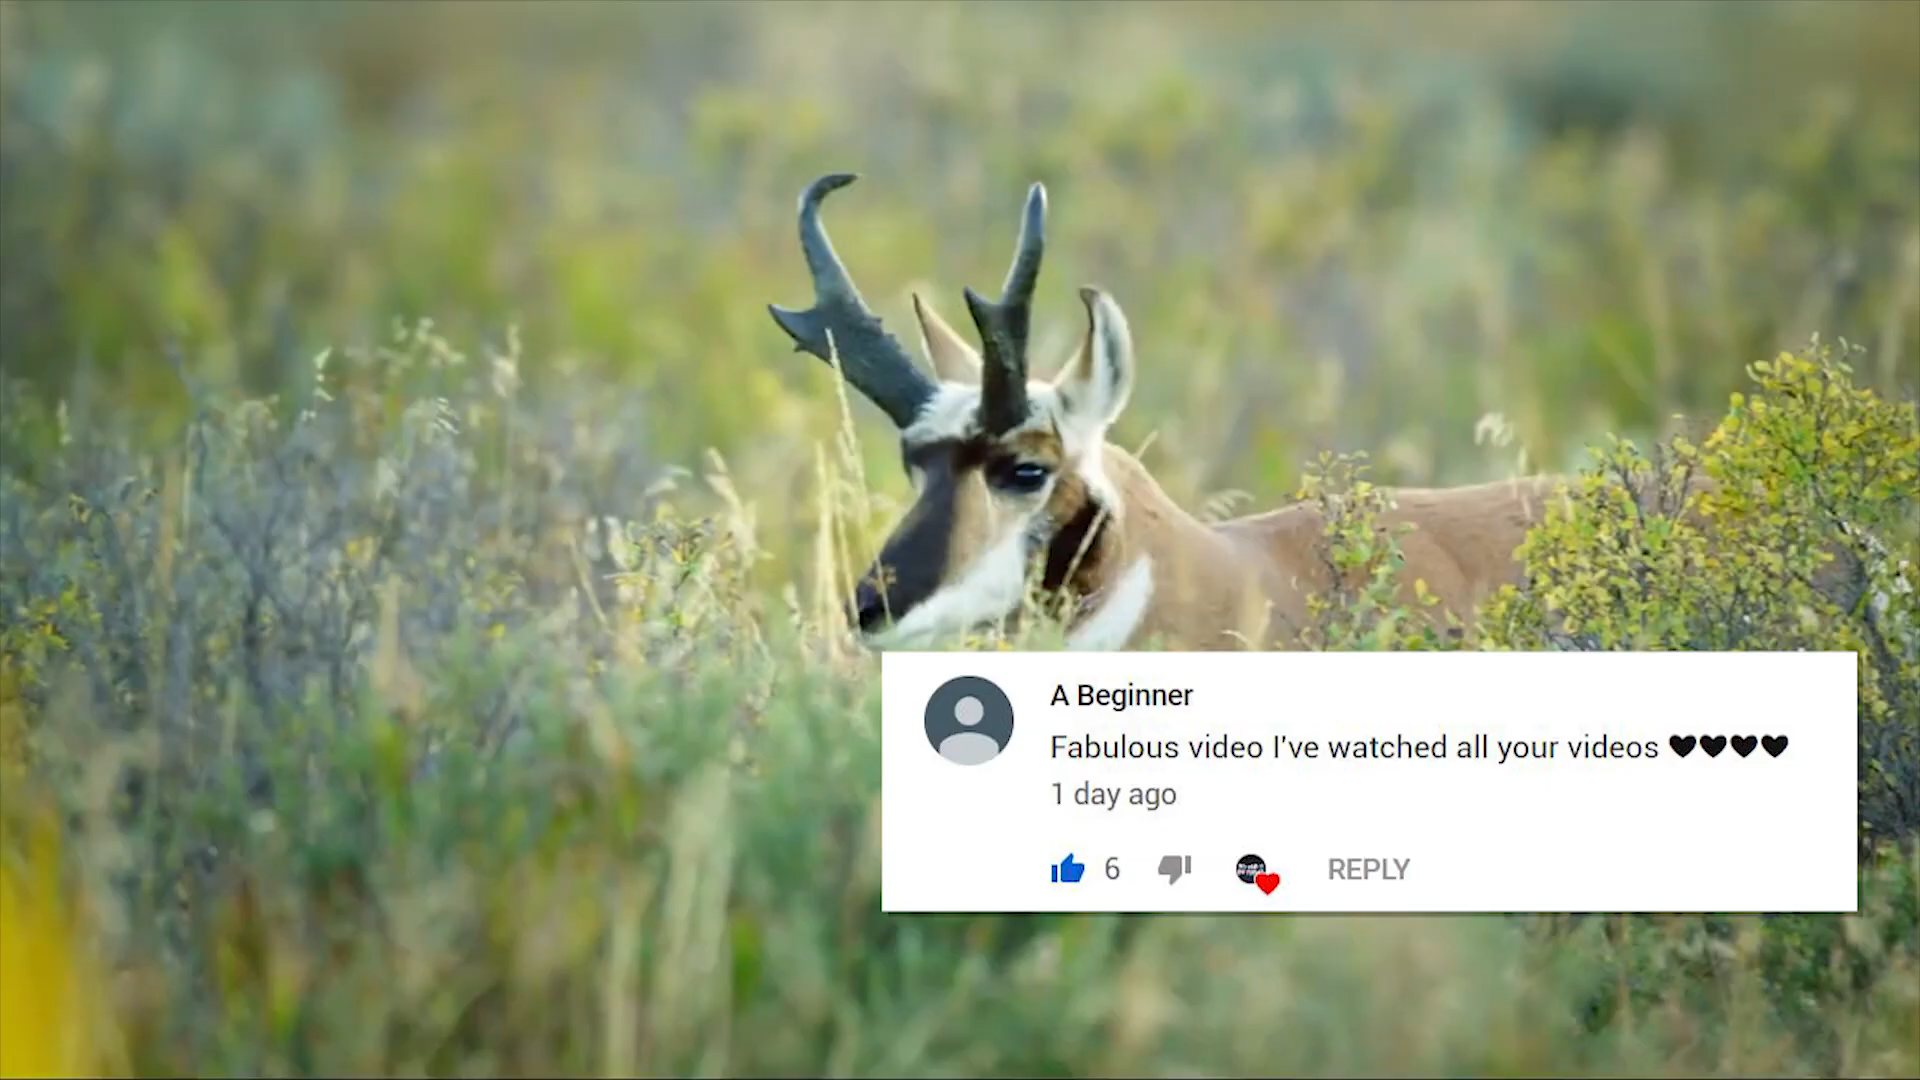 A Beginner
Fabulous video I've watched all your videos 🖤🖤🖤🖤
1 day ago
6
REPLY